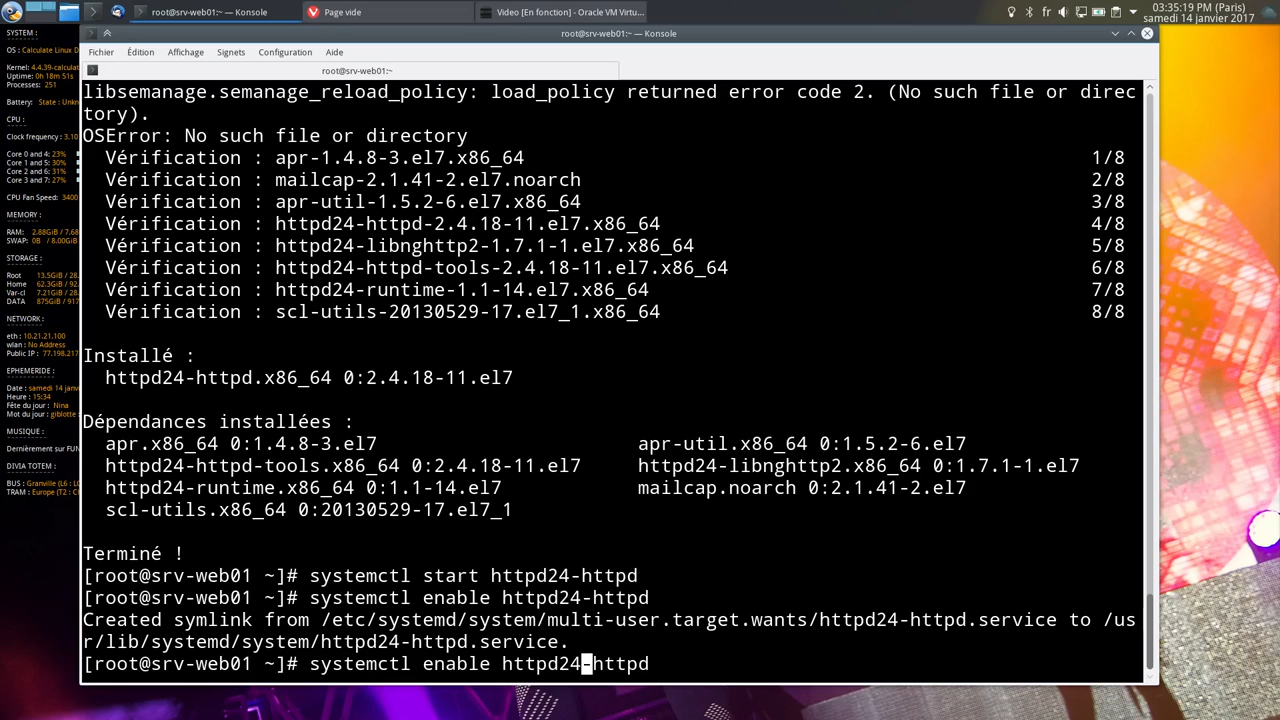 root@srv-web01:~ — Konsole
Page vide
Video [En fonction] - Oracle VM Virtu...
fr
03:35:19 PM (Paris)
samedi 14 janvier 2017
root@srv-web01:~ — Konsole
Fichier Édition Affichage Signets Configuration Aide
root@srv-web01:~
SYSTEM :
OS : Calculate Linux D
Kernel: 4.4.39-calculat
Uptime: 0h 18m 51s
Processes: 251
Battery: State : Unkn
CPU :
Clock frequency : 3.10
Core 0 and 4: 23%
Core 1 and 5: 30%
Core 2 and 6: 31%
Core 3 and 7: 27%
CPU Fan Speed: 3400
MEMORY :
RAM: 2.88GiB / 7.68
SWAP: 0B / 8.00GiB
STORAGE :
Root 13.5GiB / 28.
Home 62.3GiB / 92.
Var-cl 7.21GiB / 28.
DATA 875GiB / 917
NETWORK :
eth : 10.21.21.100
wlan : No Address
Public IP : 77.198.217
EPHEMERIDE :
Date : samedi 14 janv
Heure : 15:34
Fête du jour : Nina
Mot du jour : giblotte
MUSIQUE :
Dernièrement sur FUN
DIVIA TOTEM :
BUS : Granville (L6 : L
TRAM : Europe (T2 : C
libsemanage.semanage_reload_policy: load_policy returned error code 2. (No such file or direc
tory).
OSError: No such file or directory
Vérification : apr-1.4.8-3.el7.x86_64 1/8
Vérification : mailcap-2.1.41-2.el7.noarch 2/8
Vérification : apr-util-1.5.2-6.el7.x86_64 3/8
Vérification : httpd24-httpd-2.4.18-11.el7.x86_64 4/8
Vérification : httpd24-libnghttp2-1.7.1-1.el7.x86_64 5/8
Vérification : httpd24-httpd-tools-2.4.18-11.el7.x86_64 6/8
Vérification : httpd24-runtime-1.1-14.el7.x86_64 7/8
Vérification : scl-utils-20130529-17.el7_1.x86_64 8/8
Installé :
httpd24-httpd.x86_64 0:2.4.18-11.el7
Dépendances installées :
apr.x86_64 0:1.4.8-3.el7 apr-util.x86_64 0:1.5.2-6.el7
httpd24-httpd-tools.x86_64 0:2.4.18-11.el7 httpd24-libnghttp2.x86_64 0:1.7.1-1.el7
httpd24-runtime.x86_64 0:1.1-14.el7 mailcap.noarch 0:2.1.41-2.el7
scl-utils.x86_64 0:20130529-17.el7_1
Terminé !
[root@srv-web01 ~]# systemctl start httpd24-httpd
[root@srv-web01 ~]# systemctl enable httpd24-httpd
Created symlink from /etc/systemd/system/multi-user.target.wants/httpd24-httpd.service to /us
r/lib/systemd/system/httpd24-httpd.service.
[root@srv-web01 ~]# systemctl enable httpd24-httpd